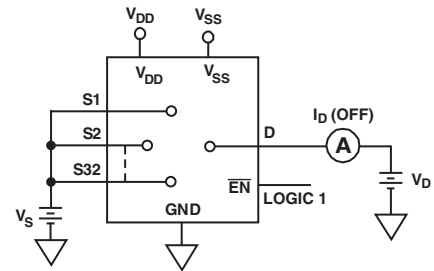 VDD
VSS
VDD
VSS
S1
ID (OFF)
S2
D
A
S32
EN
VD
LOGIC 1
VS
GND